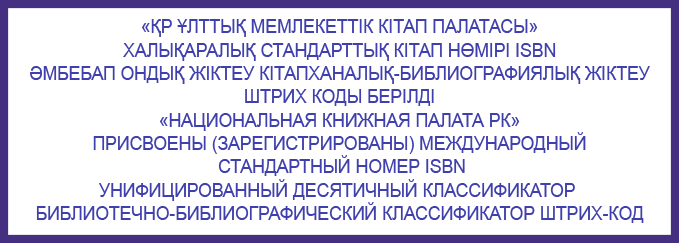 «ҚР ҰЛТТЫҚ МЕМЛЕКЕТТІК КІТАП ПАЛАТАСЫ»
ХАЛЫҚАРАЛЫҚ СТАНДАРТТЫҚ КІТАП НӨМІРІ ISBN
ӘМБЕБАП ОНДЫҚ ЖІКТЕУ КІТАПХАНАЛЫҚ-БИБЛИОГРАФИЯЛЫҚ ЖІКТЕУ
ШТРИХ КОДЫ БЕРІЛДІ
«НАЦИОНАЛЬНАЯ КНИЖНАЯ ПАЛАТА РК»
ПРИСВОЕНЫ (ЗАРЕГИСТРИРОВАНЫ) МЕЖДУНАРОДНЫЙ
СТАНДАРТНЫЙ НОМЕР ISBN
УНИФИЦИРОВАННЫЙ ДЕСЯТИЧНЫЙ КЛАССИФИКАТОР
БИБЛИОТЕЧНО-БИБЛИОГРАФИЧЕСКИЙ КЛАССИФИКАТОР ШТРИХ-КОД